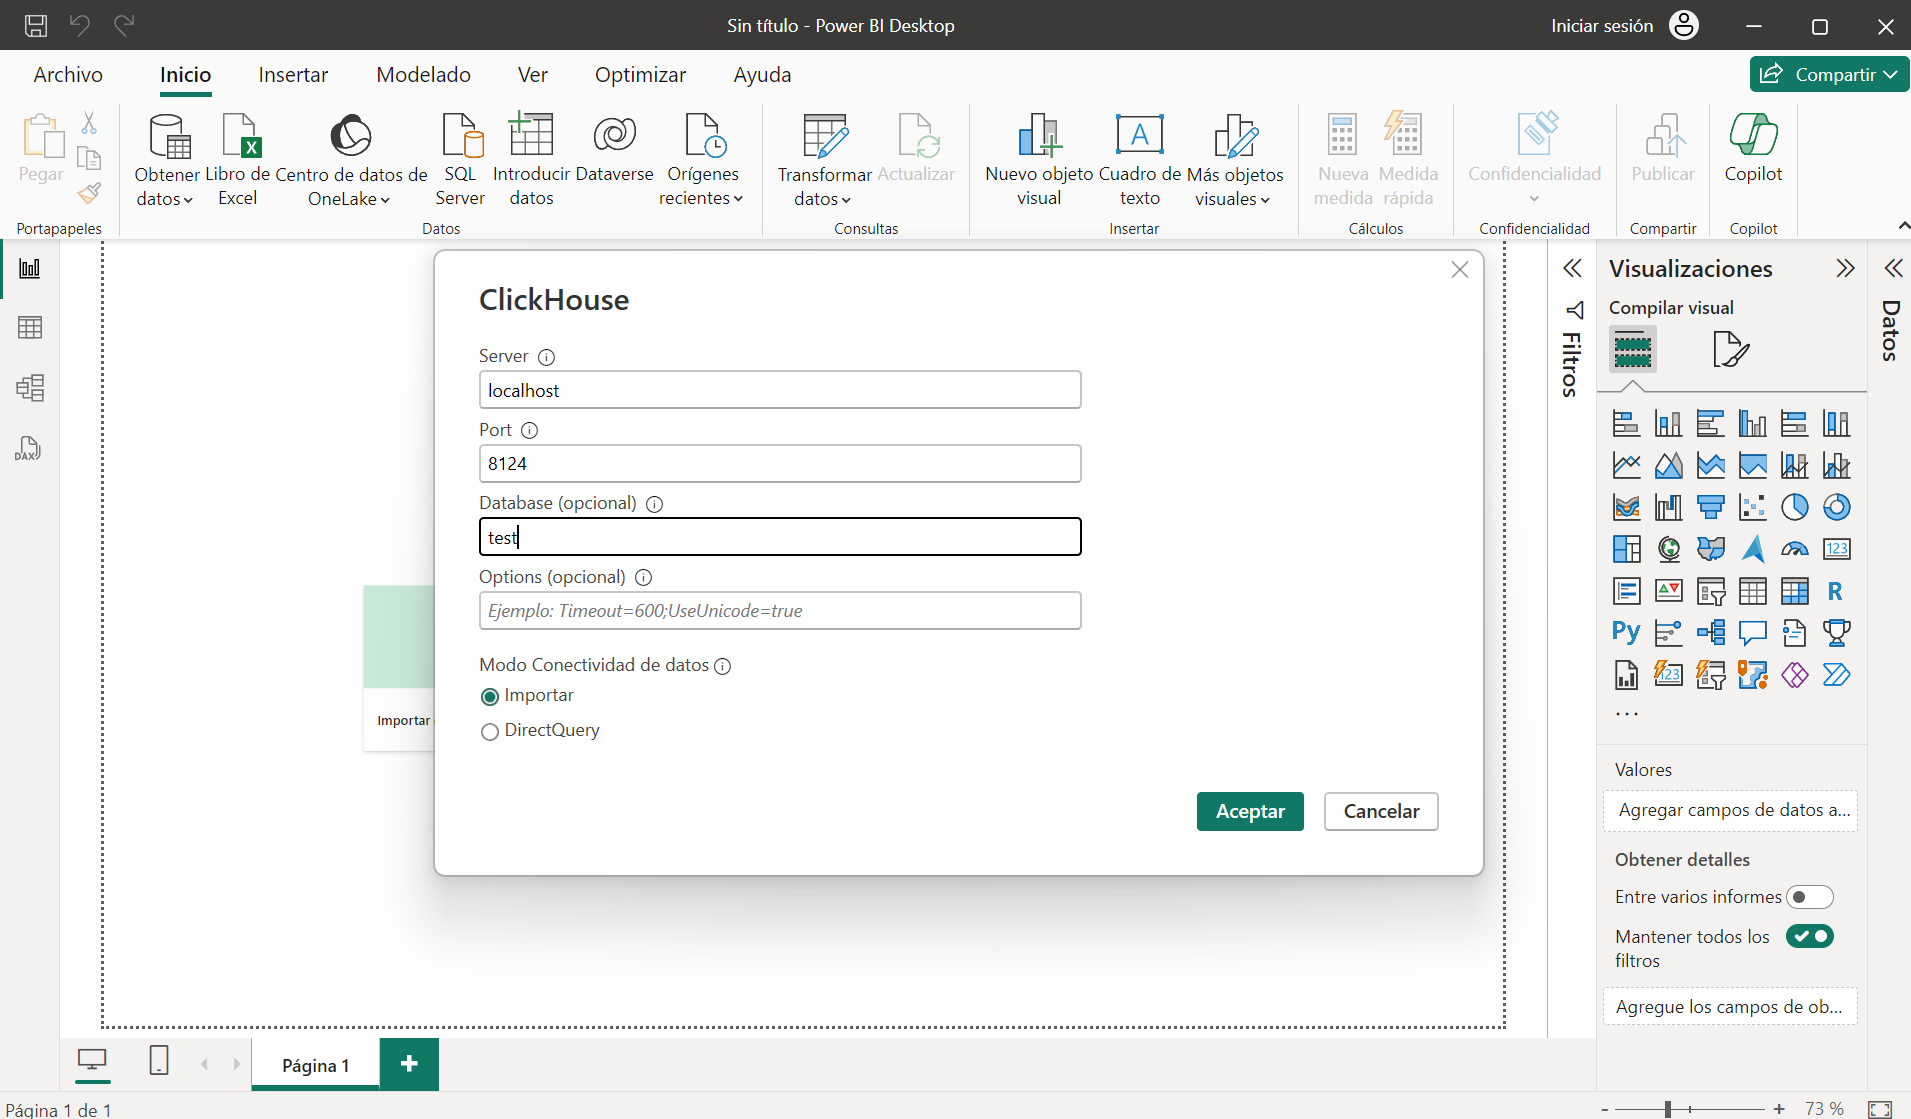 Sin título - Power BI Desktop
Iniciar sesión
Archivo
Inicio
Insertar
Modelado
Ver
Optimizar
Ayuda
Compartir
Pegar
Portapapeles
Obtener datos
Libro de Excel
Centro de datos de OneLake
SQL Server
Introducir datos
Dataverse
Orígenes recientes
Datos
Transformar datos
Actualizar
Consultas
Nuevo objeto visual
Cuadro de texto
Más objetos visuales
Insertar
Nueva medida
Medida rápida
Cálculos
Confidencialidad
Confidencialidad
Publicar
Compartir
Copilot
Copilot
DAX
Importar
ClickHouse
Server
localhost
Port
8124
Database (opcional)
test
Options (opcional)
Ejemplo: Timeout=600;UseUnicode=true
Modo Conectividad de datos
Importar
DirectQuery
Aceptar
Cancelar
Filtros
Visualizaciones
Compilar visual
123
R
Py
123
...
Valores
Agregar campos de datos a...
Obtener detalles
Entre varios informes
Mantener todos los
filtros
Agregue los campos de ob...
Datos
Página 1
Página 1 de 1
- + 73 %